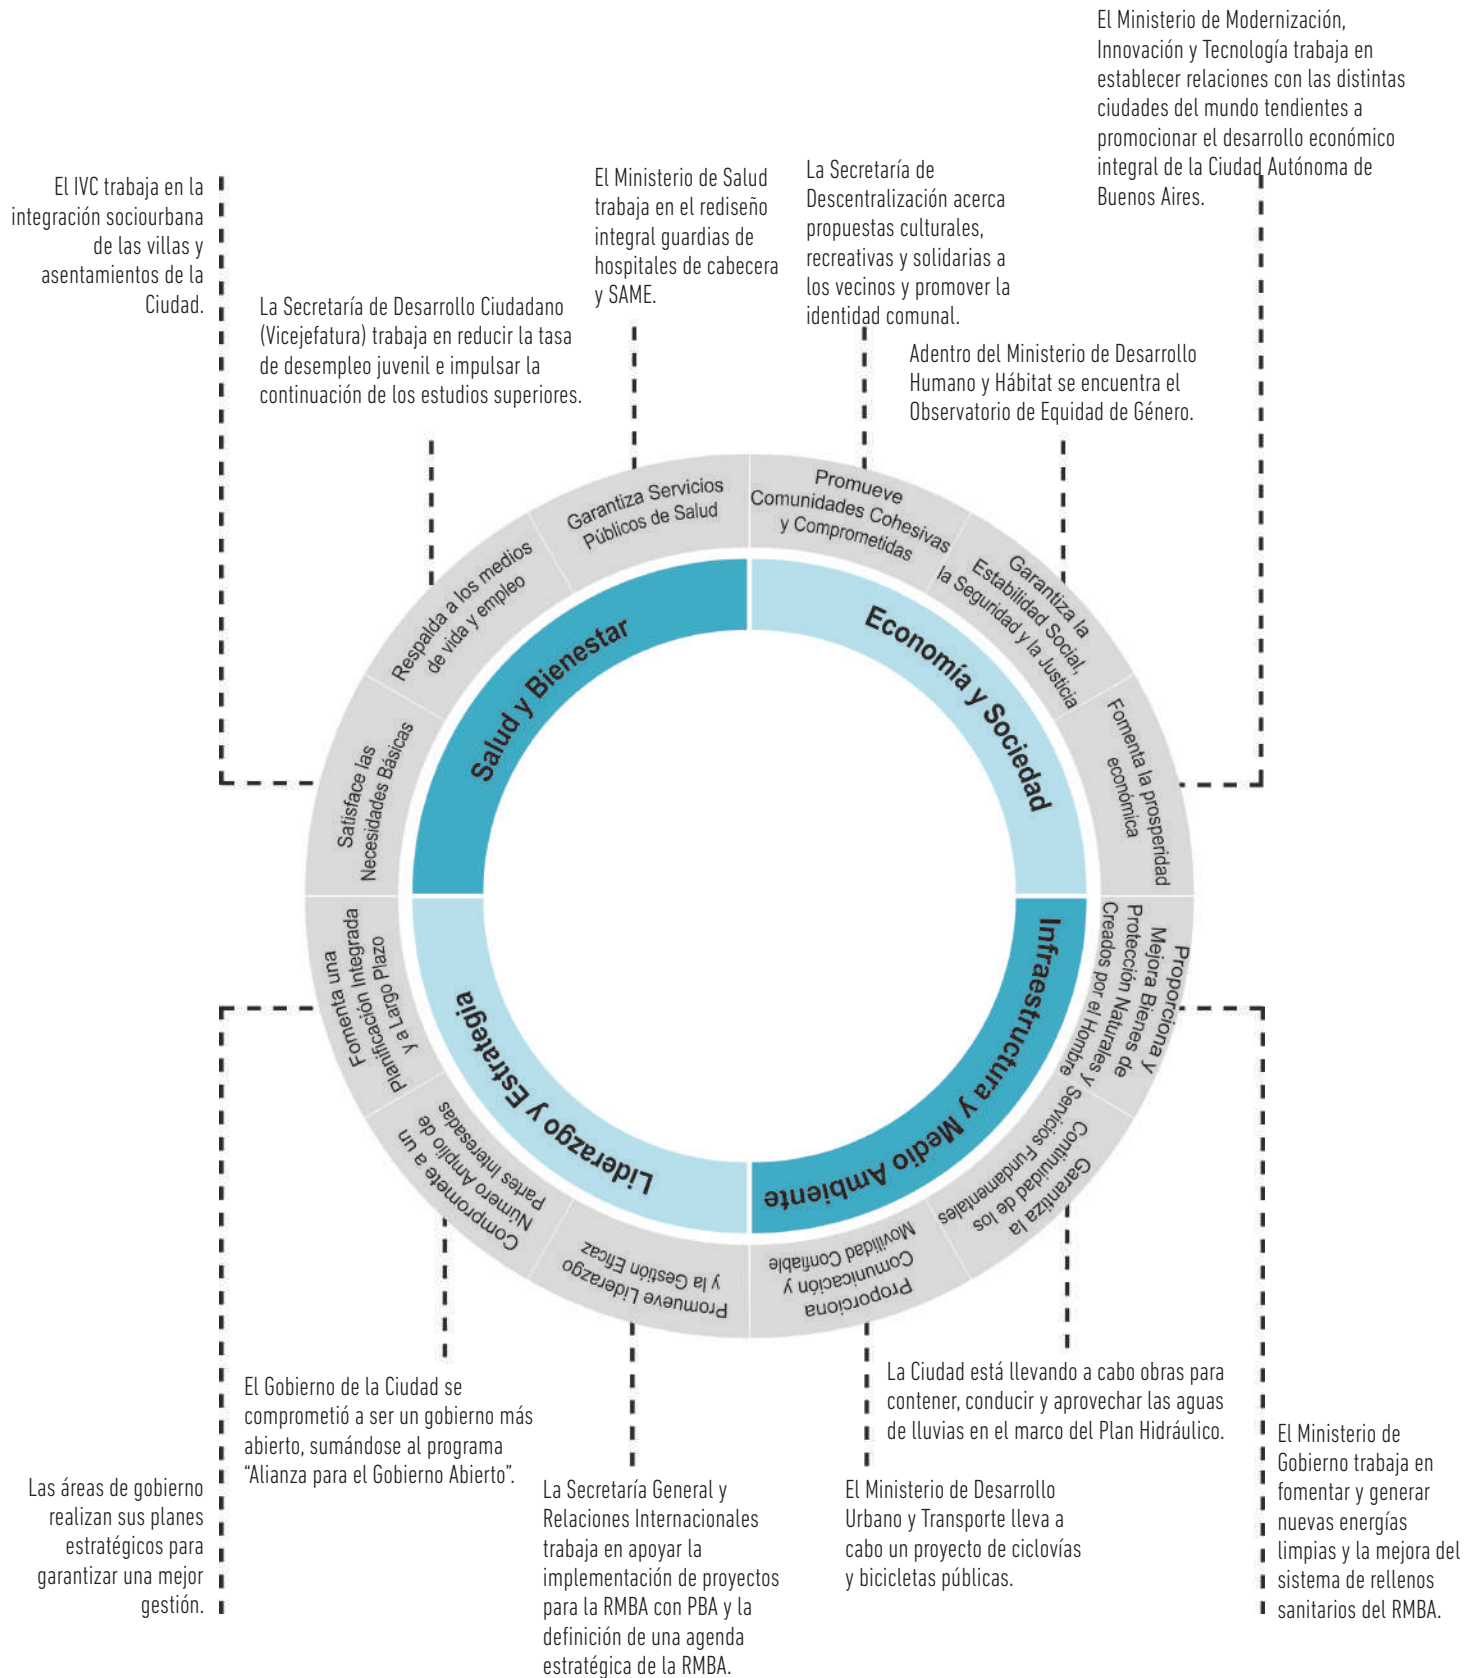 El Ministerio de Modernización,
Innovación y Tecnología trabaja en
establecer relaciones con las distintas
ciudades del mundo tendientes a
promocionar el desarrollo económico
integral de la Ciudad Autónoma de
Buenos Aires.
El IVC trabaja en la
integración sociourbana
de las villas y
asentamientos de la
Ciudad.
La Secretaría de Desarrollo Ciudadano
(Vicejefatura) trabaja en reducir la tasa
de desempleo juvenil e impulsar la
continuación de los estudios superiores.
El Ministerio de Salud
trabaja en el rediseño
integral guardias de
hospitales de cabecera
y SAME.
La Secretaría de
Descentralización acerca
propuestas culturales,
recreativas y solidarias a
los vecinos y promover la
identidad comunal.
Adentro del Ministerio de Desarrollo
Humano y Hábitat se encuentra el
Observatorio de Equidad de Género.
Satisface las
Necesidades Básicas
Respalda a los medios
de vida y empleo
Garantiza Servicios
Públicos de Salud
Promueve
Comunidades Cohesivas
y Comprometidas
Garantiza la
Estabilidad Social,
la Seguridad y la Justicia
Fomenta la prosperidad
económica
Proporciona y
Mejora Bienes de
Protección Naturales y
Creados por el Hombre
Garantiza la
Continuidad de los
Servicios Fundamentales
Proporciona
Comunicación y
Movilidad Confiable
Promueve Liderazgo
y la Gestión Eficaz
Compromete a un
Número Amplio de
Partes Interesadas
Fomenta una
Planificación Integrada
y a Largo Plazo
Salud y Bienestar
Economía y Sociedad
Infraestructura y Medio Ambiente
Liderazgo y Estrategia
Las áreas de gobierno
realizan sus planes
estratégicos para
garantizar una mejor
gestión.
El Gobierno de la Ciudad se
comprometió a ser un gobierno más
abierto, sumándose al programa
“Alianza para el Gobierno Abierto”.
La Secretaría General y
Relaciones Internacionales
trabaja en apoyar la
implementación de proyectos
para la RMBA con PBA y la
definición de una agenda
estratégica de la RMBA.
La Ciudad está llevando a cabo obras para
contener, conducir y aprovechar las aguas
de lluvias en el marco del Plan Hidráulico.
El Ministerio de Desarrollo
Urbano y Transporte lleva a
cabo un proyecto de ciclovías
y bicicletas públicas.
El Ministerio de
Gobierno trabaja en
fomentar y generar
nuevas energías
limpias y la mejora del
sistema de rellenos
sanitarios del RMBA.